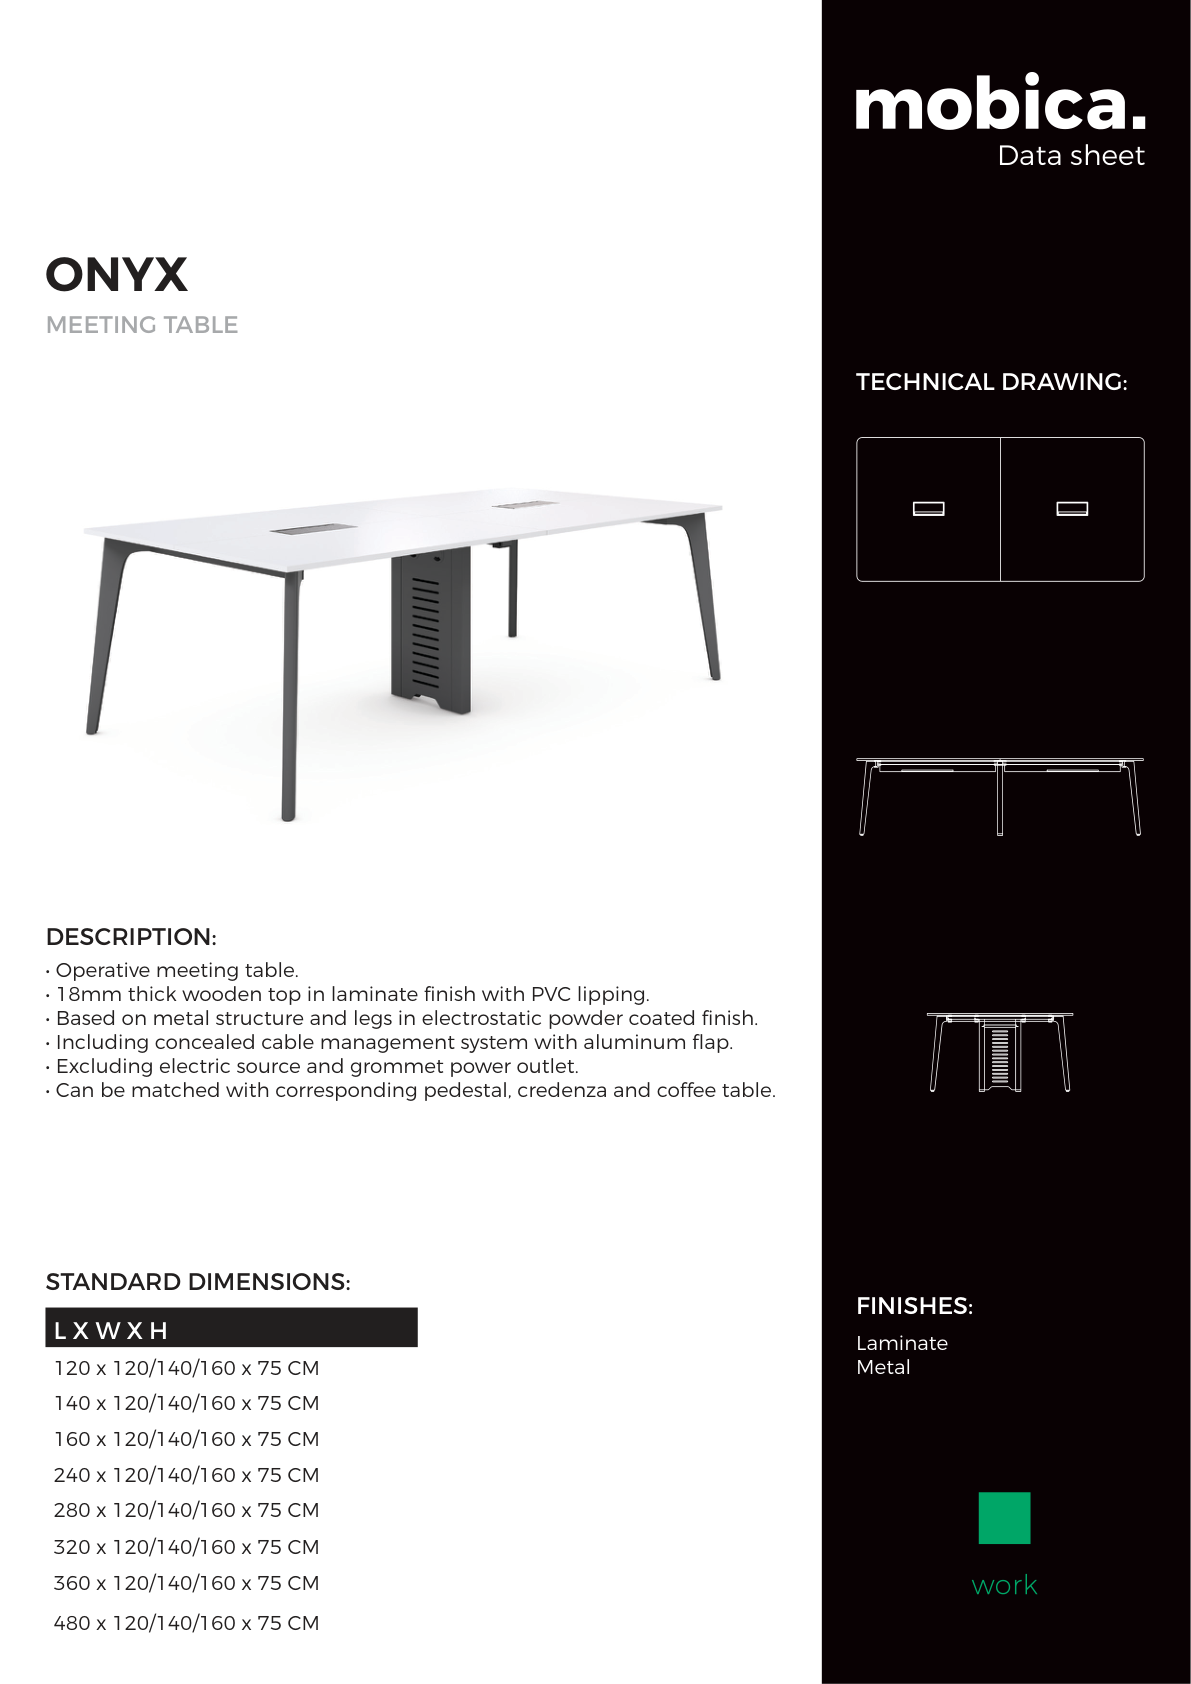 mobica.
Data sheet
ONYX
MEETING TABLE
TECHNICAL DRAWING:
DESCRIPTION:
• Operative meeting table.
• 18mm thick wooden top in laminate finish with PVC lipping.
• Based on metal structure and legs in electrostatic powder coated finish.
• Including concealed cable management system with aluminum flap.
• Excluding electric source and grommet power outlet.
• Can be matched with corresponding pedestal, credenza and coffee table.
STANDARD DIMENSIONS:
L X W X H
120 x 120/140/160 x 75 CM
140 x 120/140/160 x 75 CM
160 x 120/140/160 x 75 CM
240 x 120/140/160 x 75 CM
280 x 120/140/160 x 75 CM
320 x 120/140/160 x 75 CM
360 x 120/140/160 x 75 CM
480 x 120/140/160 x 75 CM
FINISHES:
Laminate
Metal
work